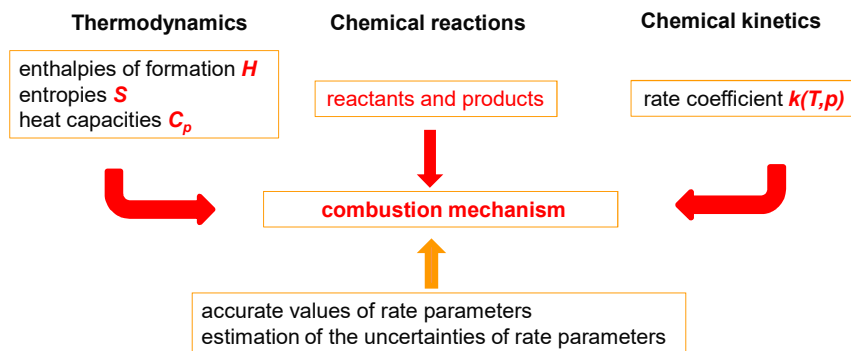 Thermodynamics
Chemical reactions
Chemical kinetics
enthalpies of formation H
entropies S
heat capacities Cp
reactants and products
rate coefficient k(T,p)
combustion mechanism
accurate values of rate parameters
estimation of the uncertainties of rate parameters